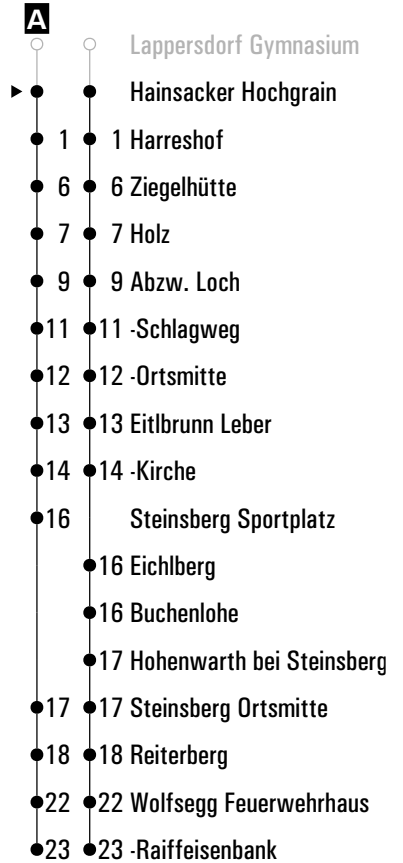 A
Lappersdorf Gymnasium
Hainsacker Hochgrain
1 1 Harreshof
6 6 Ziegelhütte
7 7 Holz
9 9 Abzw. Loch
11 11 -Schlagweg
12 12 -Ortsmitte
13 13 Eitlbrunn Leber
14 14 -Kirche
16 Steinsberg Sportplatz
16 Eichlberg
16 Buchenlohe
17 Hohenwarth bei Steinsberg
17 17 Steinsberg Ortsmitte
18 18 Reiterberg
22 22 Wolfsegg Feuerwehrhaus
23 23 -Raiffeisenbank